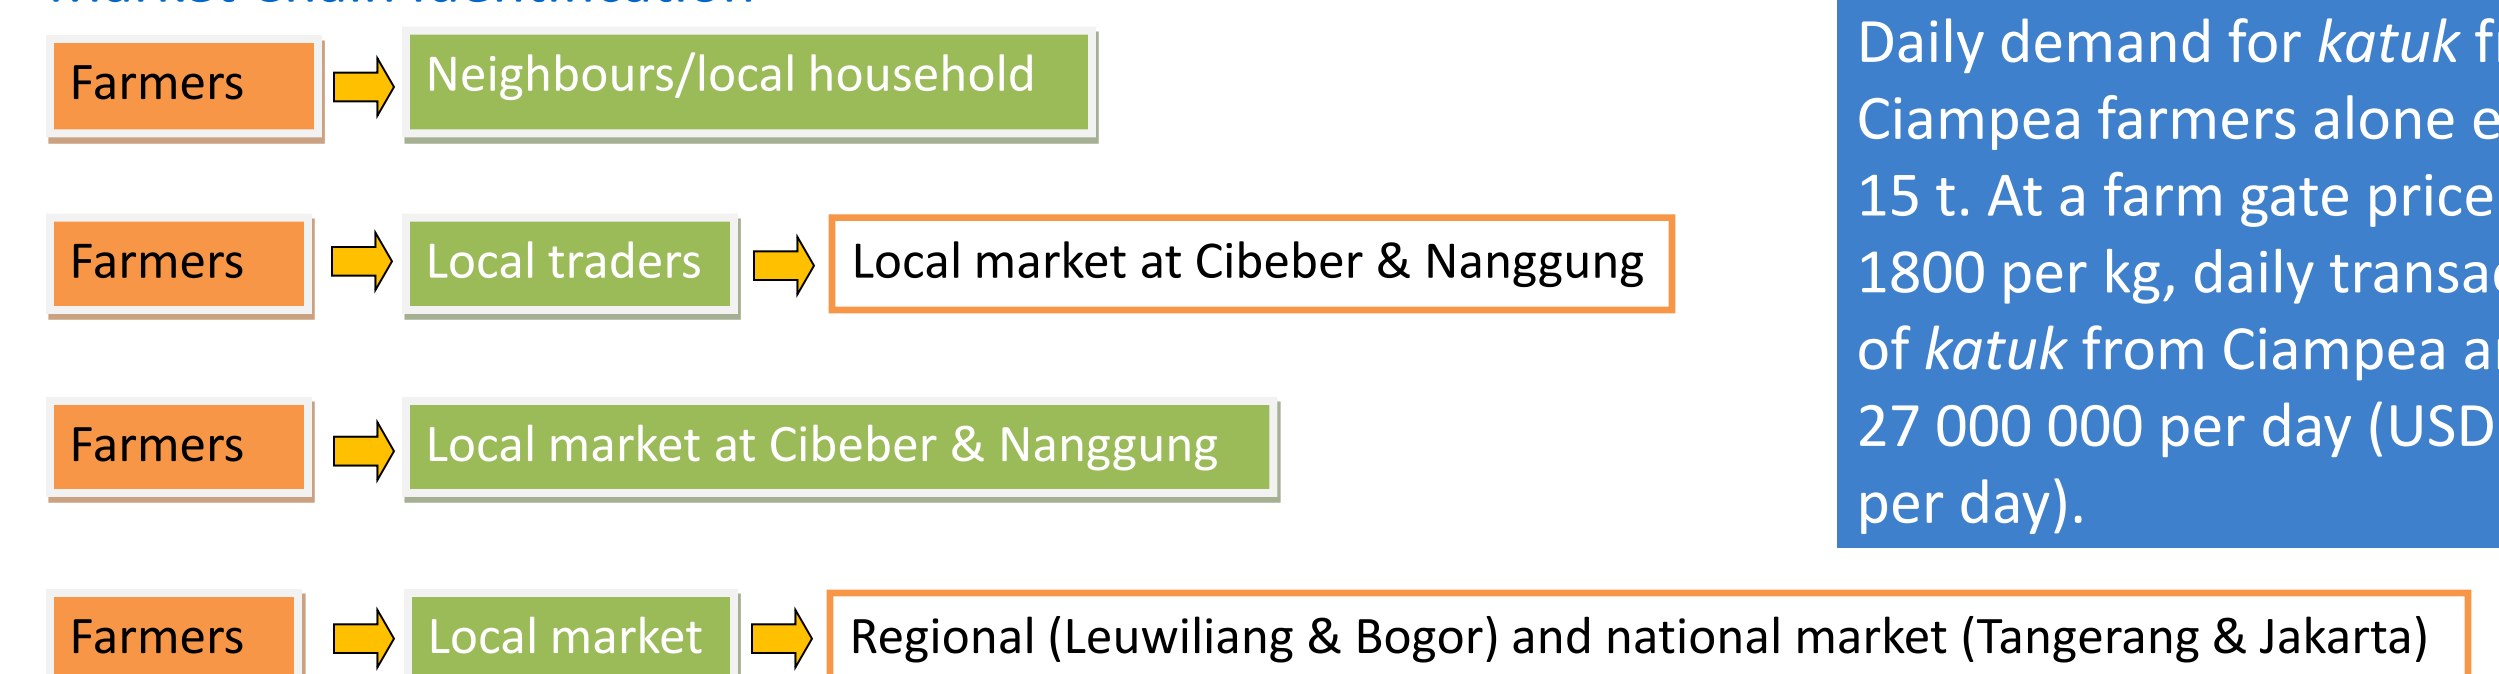 Farmers
Neighbours/local household
Farmers
Local traders
Local market at Cibeber & Nanggung
Farmers
Local market at Cibeber & Nanggung
Farmers
Local market
Regional (Leuwiliang & Bogor) and national market (Tangerang & Jakarta)
Daily demand for katuk
Ciampea farmers alone
15 t. At a farm gate price
1800 per kg, daily
of katuk from Ciampea
27 000 000 per day (USD
per day).